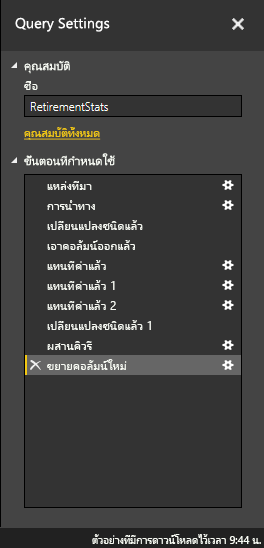 Query Settings
คุณสมบัติ
ชื่อ
RetirementStats
คุณสมบัติทั้งหมด
ขั้นตอนที่กำหนดใช้
แหล่งที่มา
การนำทาง
เปลี่ยนแปลงชนิดแล้ว
เอาคอลัมน์ออกแล้ว
แทนที่ค่าแล้ว
แทนที่ค่าแล้ว 1
แทนที่ค่าแล้ว 2
เปลี่ยนแปลงชนิดแล้ว 1
ผสานคิวรี
ขยายคอลัมน์ใหม่
ตัวอย่างที่มีการดาวน์โหลดไว้เวลา 9:44 น.